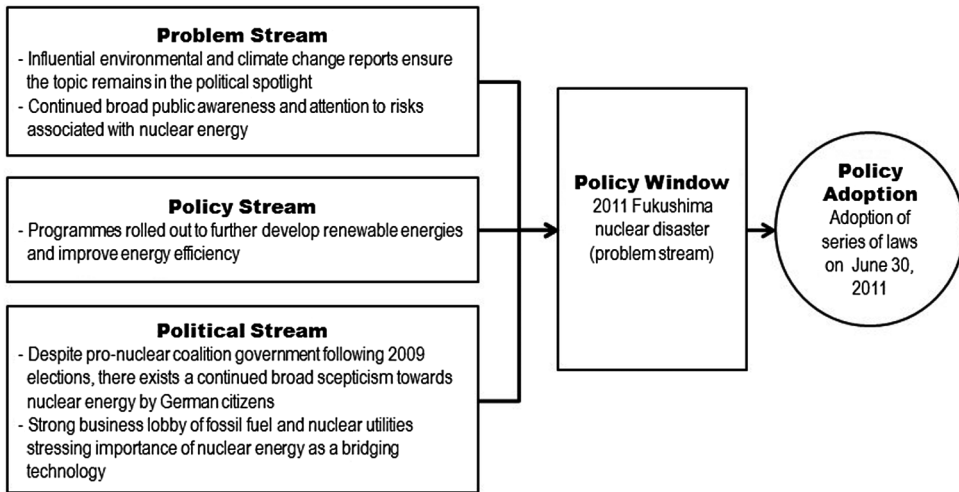 Problem Stream
- Influential environmental and climate change reports ensure
the topic remains in the political spotlight
- Continued broad public awareness and attention to risks
associated with nuclear energy
Policy Stream
- Programmes rolled out to further develop renewable energies
and improve energy efficiency
Political Stream
- Despite pro-nuclear coalition government following 2009
elections, there exists a continued broad scepticism towards
nuclear energy by German citizens
- Strong business lobby of fossil fuel and nuclear utilities
stressing importance of nuclear energy as a bridging
technology
Policy Window
2011 Fukushima
nuclear disaster
(problem stream)
Policy
Adoption
Adoption of
series of laws
on June 30,
2011